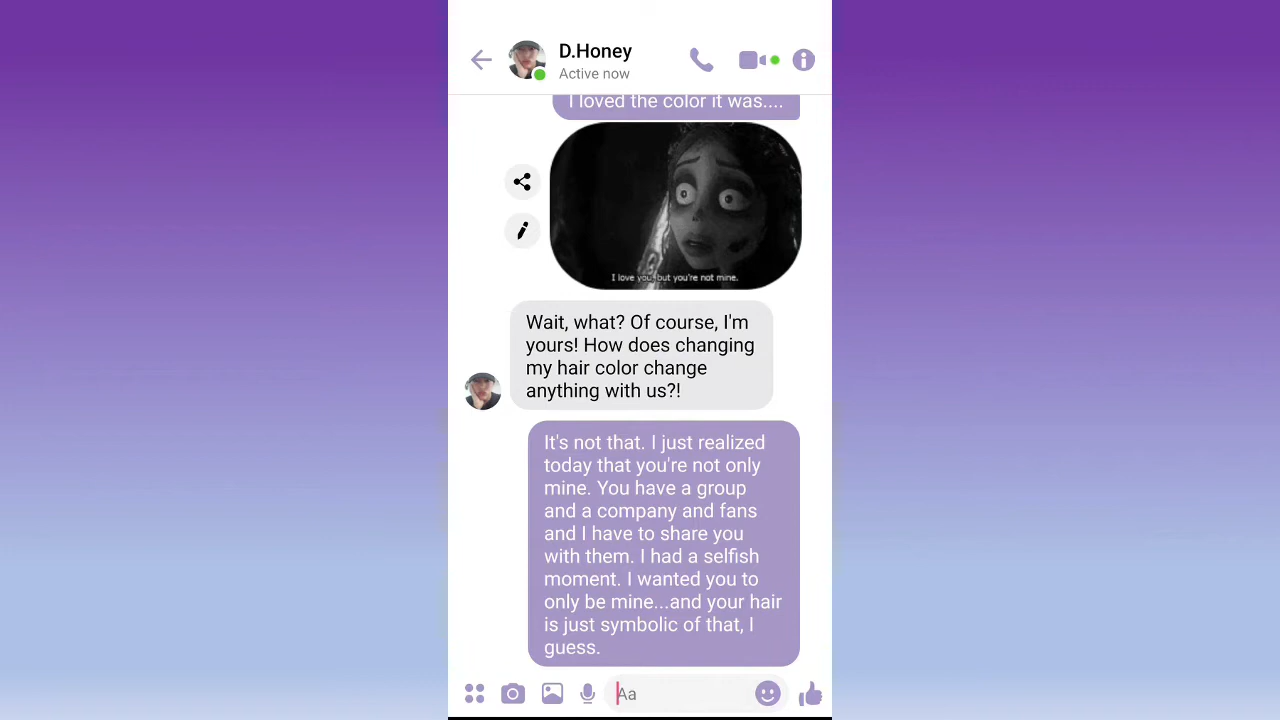 D.Honey
Active now
I loved the color it was....
I love you, but you're not mine.
Wait, what? Of course, I'm
yours! How does changing
my hair color change
anything with us?!
It's not that. I just realized
today that you're not only
mine. You have a group
and a company and fans
and I have to share you
with them. I had a selfish
moment. I wanted you to
only be mine...and your hair
is just symbolic of that, I
guess.
Aa